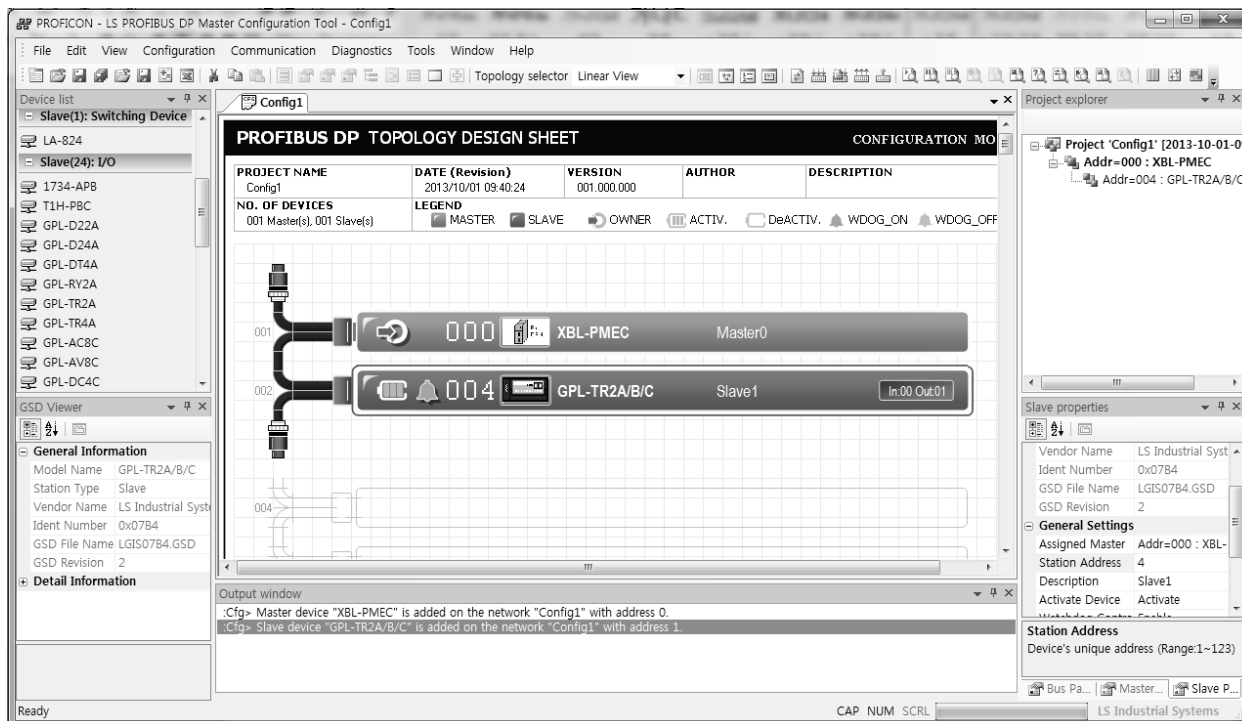 PROFICON - LS PROFIBUS DP Master Configuration Tool - Config1
File Edit View Configuration Communication Diagnostics Tools Window Help
Topology selector Linear View
Device list
Slave(1): Switching Device
LA-824
Slave(24): I/O
1734-APB
T1H-PBC
GPL-D22A
GPL-D24A
GPL-DT4A
GPL-RY2A
GPL-TR2A
GPL-TR4A
GPL-AC8C
GPL-AV8C
GPL-DC4C
GSD Viewer
General Information
Model Name GPL-TR2A/B/C
Station Type Slave
Vendor Name LS Industrial Syst
Ident Number 0x07B4
GSD File Name LGIS07B4.GSD
GSD Revision 2
Detail Information
Config1
PROFIBUS DP TOPOLOGY DESIGN SHEET CONFIGURATION MO
PROJECT NAME DATE (Revision) VERSION AUTHOR DESCRIPTION
Config1 2013/10/01 09:40:24 001.000.000
NO. OF DEVICES LEGEND
001 Master(s), 001 Slave(s) MASTER SLAVE OWNER ACTIV. DeACTIV. WDOG_ON WDOG_OFF
001 000 XBL-PMEC Master0
002 004 GPL-TR2A/B/C Slave1 In:00 Out:01
004
Output window
:Cfg> Master device "XBL-PMEC" is added on the network "Config1" with address 0.
:Cfg> Slave device "GPL-TR2A/B/C" is added on the network "Config1" with address 1.
Project explorer
Project 'Config1' [2013-10-01-0
Addr=000 : XBL-PMEC
Addr=004 : GPL-TR2A/B/C
Slave properties
Vendor Name LS Industrial Syst
Ident Number 0x07B4
GSD File Name LGIS07B4.GSD
GSD Revision 2
General Settings
Assigned Master Addr=000 : XBL-
Station Address 4
Description Slave1
Activate Device Activate
Station Address
Device's unique address (Range:1~123)
Bus Pa... Master... Slave P...
Ready CAP NUM SCRL LS Industrial Systems